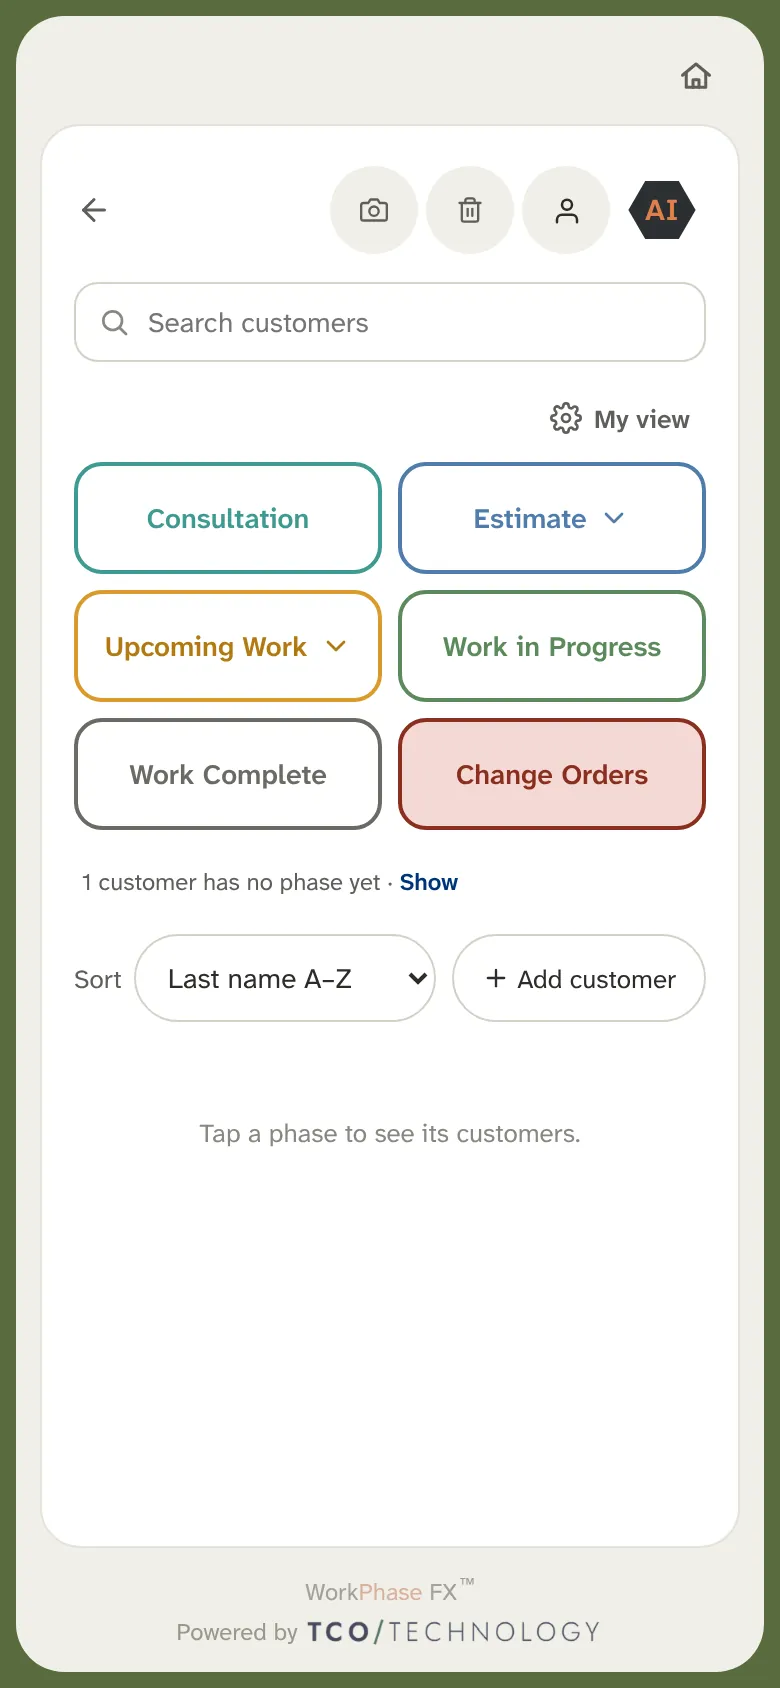 AI
Search customers
My view
Consultation
Estimate
Upcoming Work
Work in Progress
Work Complete
Change Orders
1 customer has no phase yet · Show
Sort
Last name A–Z
+ Add customer
Tap a phase to see its customers.
WorkPhase FX™
Powered by TCO/TECHNOLOGY